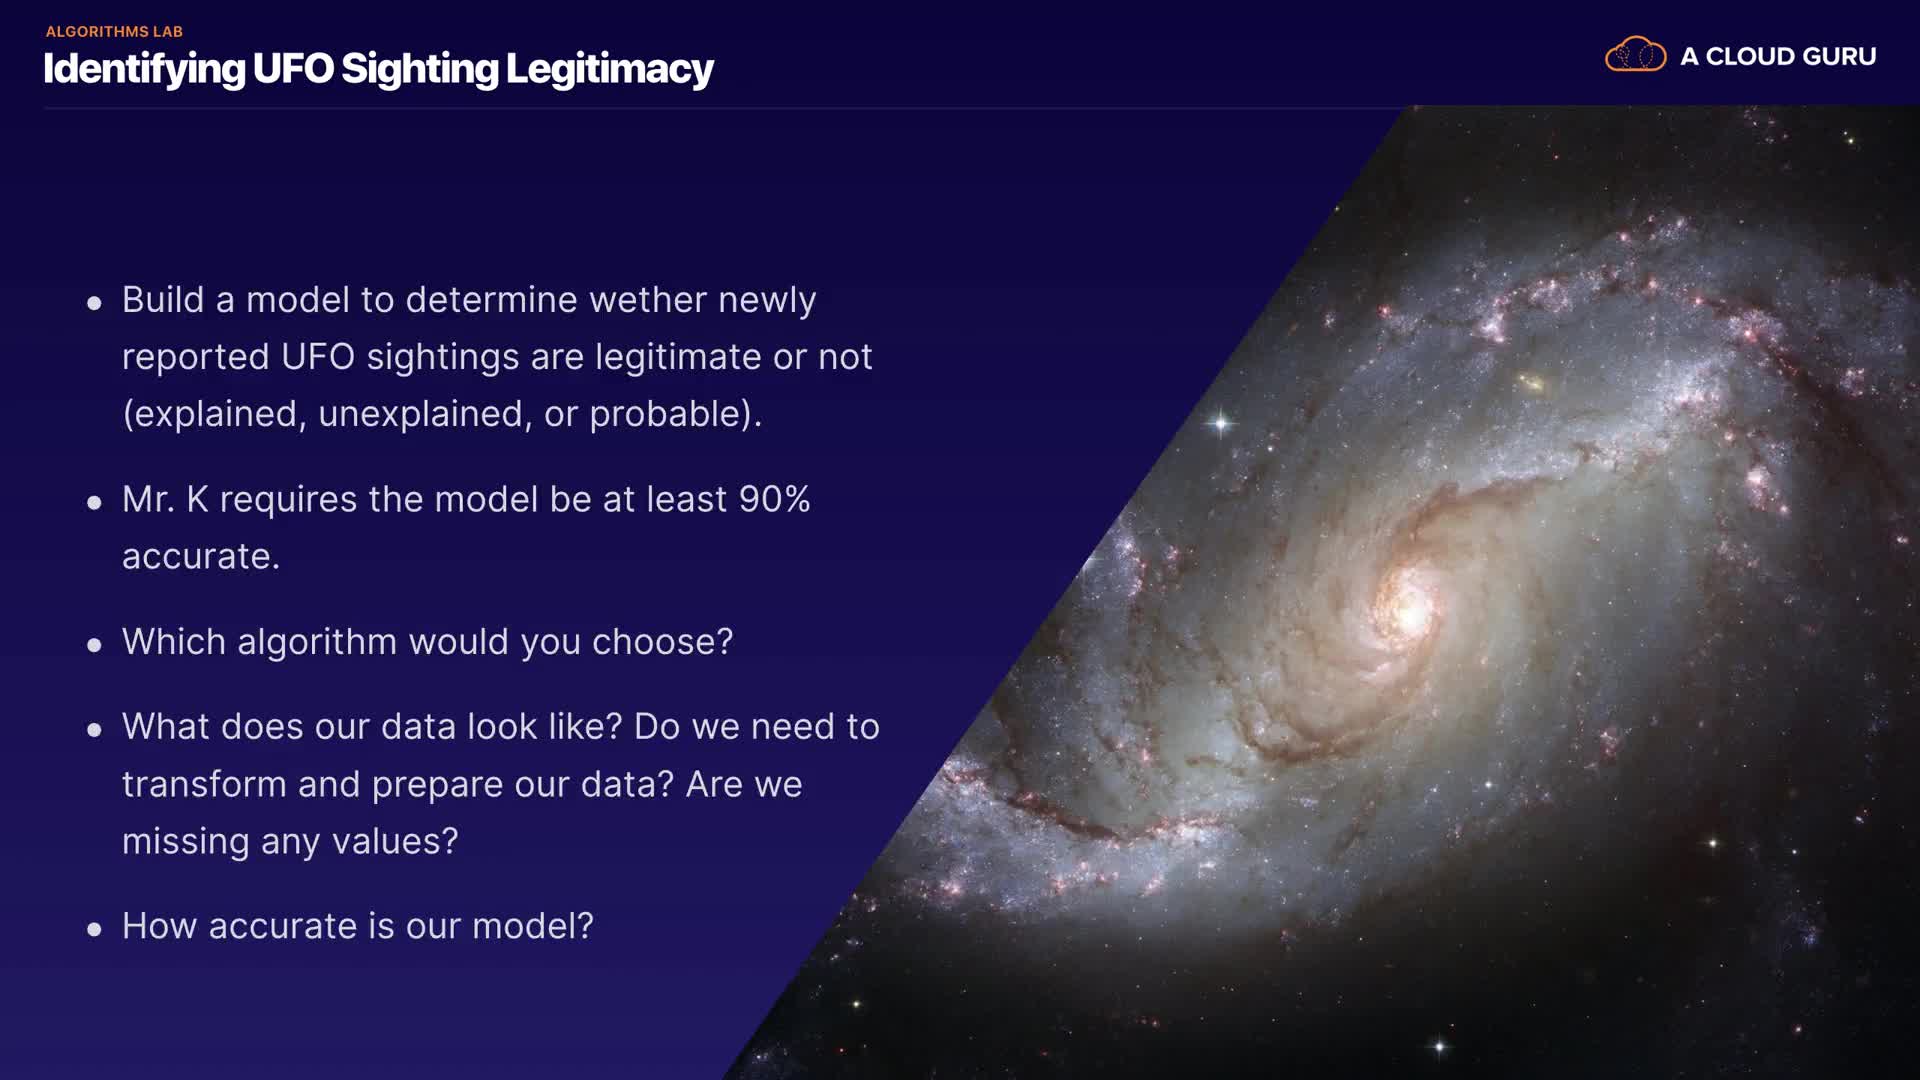 ALGORITHMS LAB
Identifying UFO Sighting Legitimacy
A CLOUD GURU
• Build a model to determine wether newly
reported UFO sightings are legitimate or not
(explained, unexplained, or probable).
• Mr. K requires the model be at least 90%
accurate.
• Which algorithm would you choose?
• What does our data look like? Do we need to
transform and prepare our data? Are we
missing any values?
• How accurate is our model?